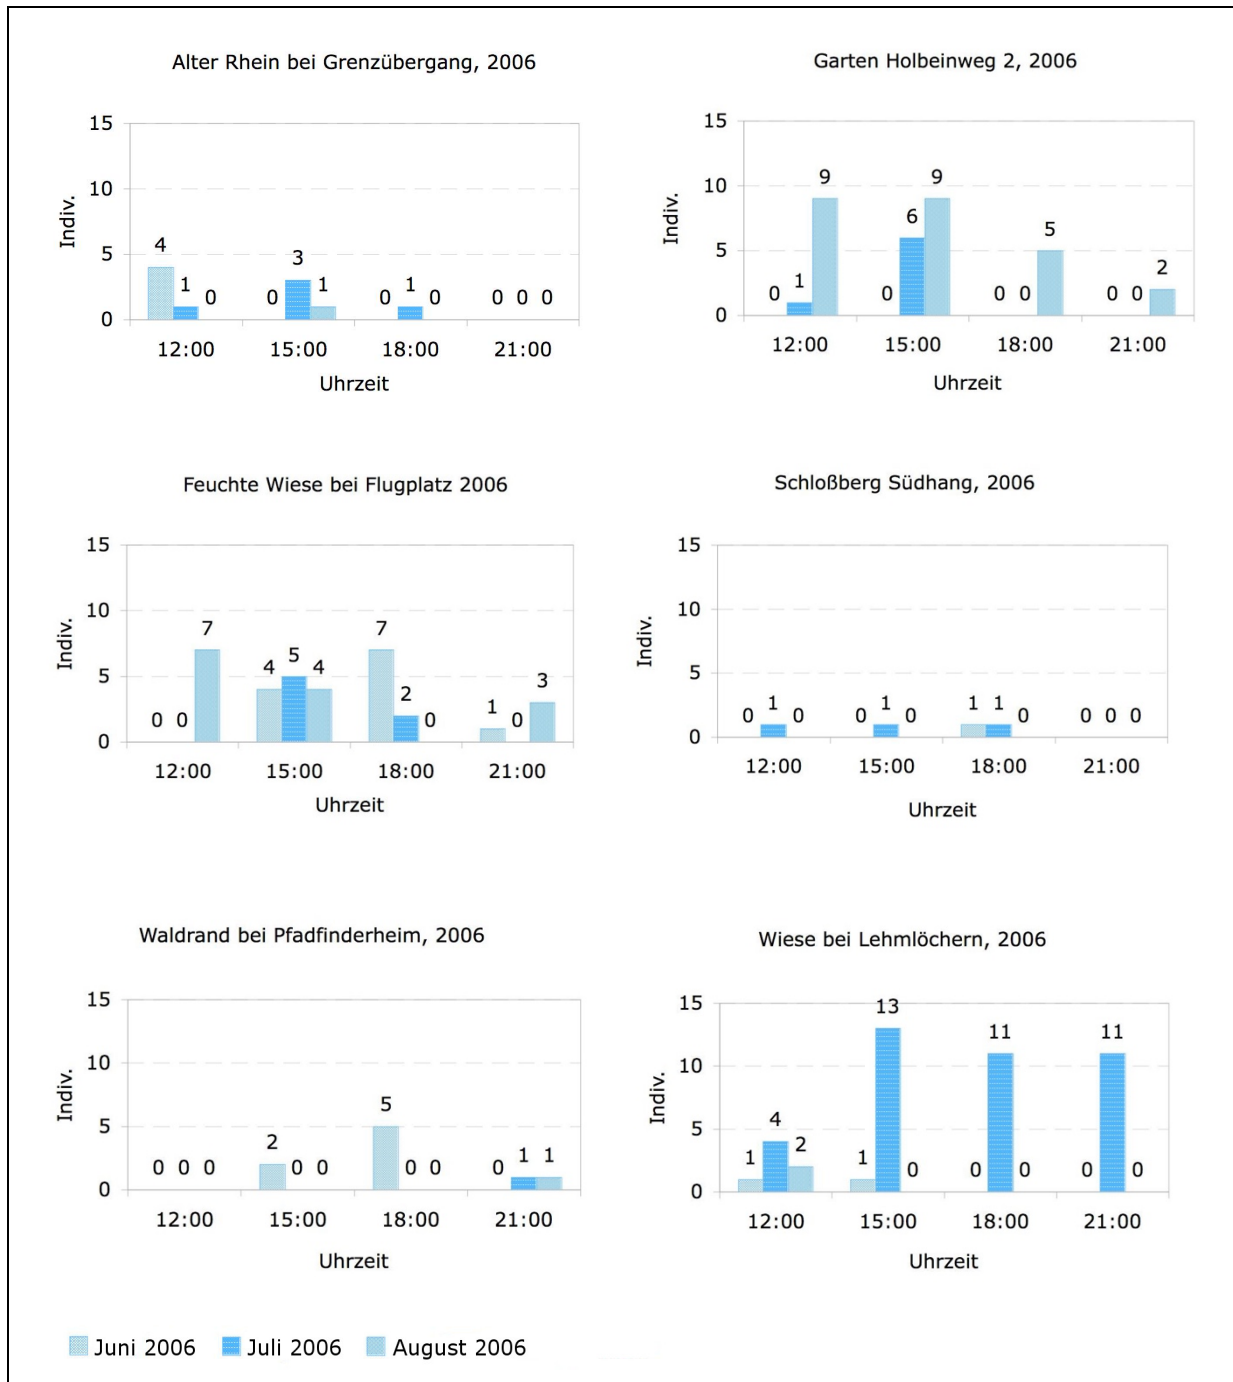 Alter Rhein bei Grenzübergang, 2006
15
10
5
0
Indiv.
4 1 0 0 3 1 0 1 0 0 0 0
12:00 15:00 18:00 21:00
Uhrzeit
Garten Holbeinweg 2, 2006
15
10
5
0
Indiv.
0 1 9 0 6 9 0 0 5 0 0 2
12:00 15:00 18:00 21:00
Uhrzeit
Feuchte Wiese bei Flugplatz 2006
15
10
5
0
Indiv.
0 0 7 4 5 4 7 2 0 1 0 3
12:00 15:00 18:00 21:00
Uhrzeit
Schloßberg Südhang, 2006
15
10
5
0
Indiv.
0 1 0 0 1 0 1 1 0 0 0 0
12:00 15:00 18:00 21:00
Uhrzeit
Waldrand bei Pfadfinderheim, 2006
15
10
5
0
Indiv.
0 0 0 2 0 0 5 0 0 0 1 1
12:00 15:00 18:00 21:00
Uhrzeit
Wiese bei Lehmlöchern, 2006
15
10
5
0
Indiv.
1 4 2 1 13 0 0 11 0 0 11 0
12:00 15:00 18:00 21:00
Uhrzeit
Juni 2006 Juli 2006 August 2006